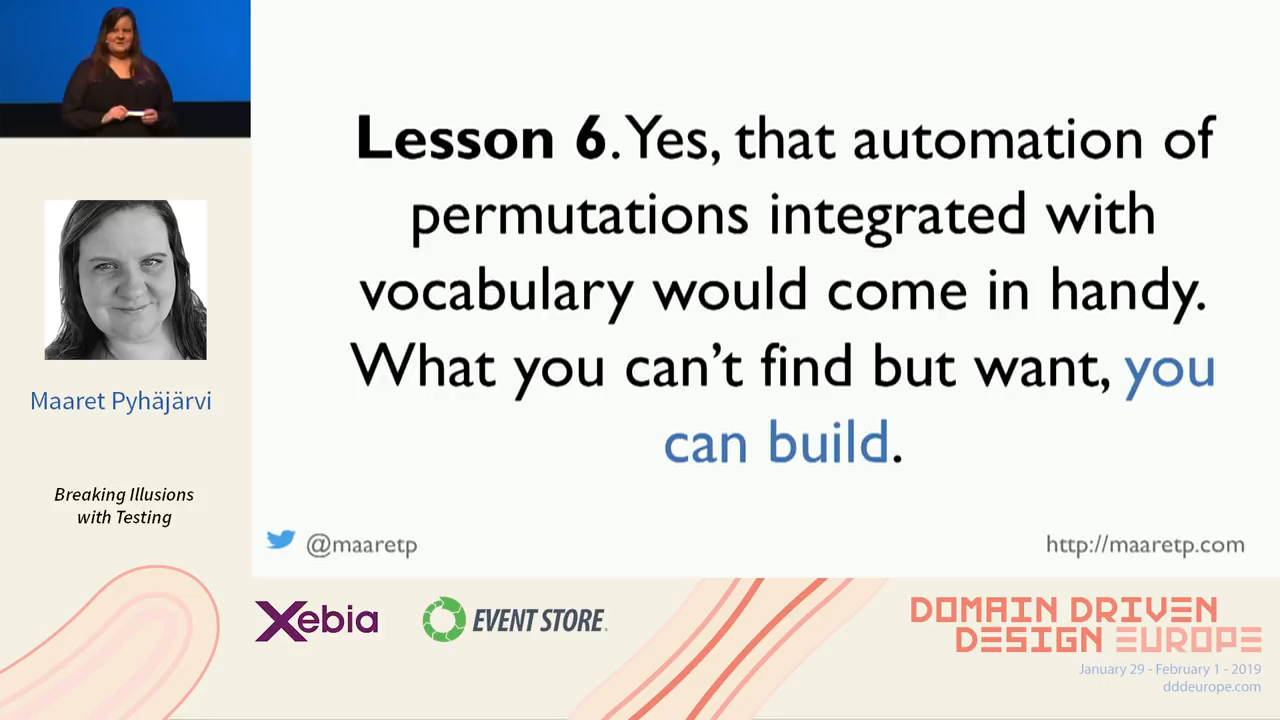 Lesson 6. Yes, that automation of
permutations integrated with
vocabulary would come in handy.
What you can’t find but want, you
can build.
@maaretp
http://maaretp.com
Maaret Pyhäjärvi
Breaking Illusions
with Testing
Xebia
EVENT STORE
DOMAIN DRIVEN
DESIGN EUROPE
January 29 - February 1 - 2019
dddeurope.com